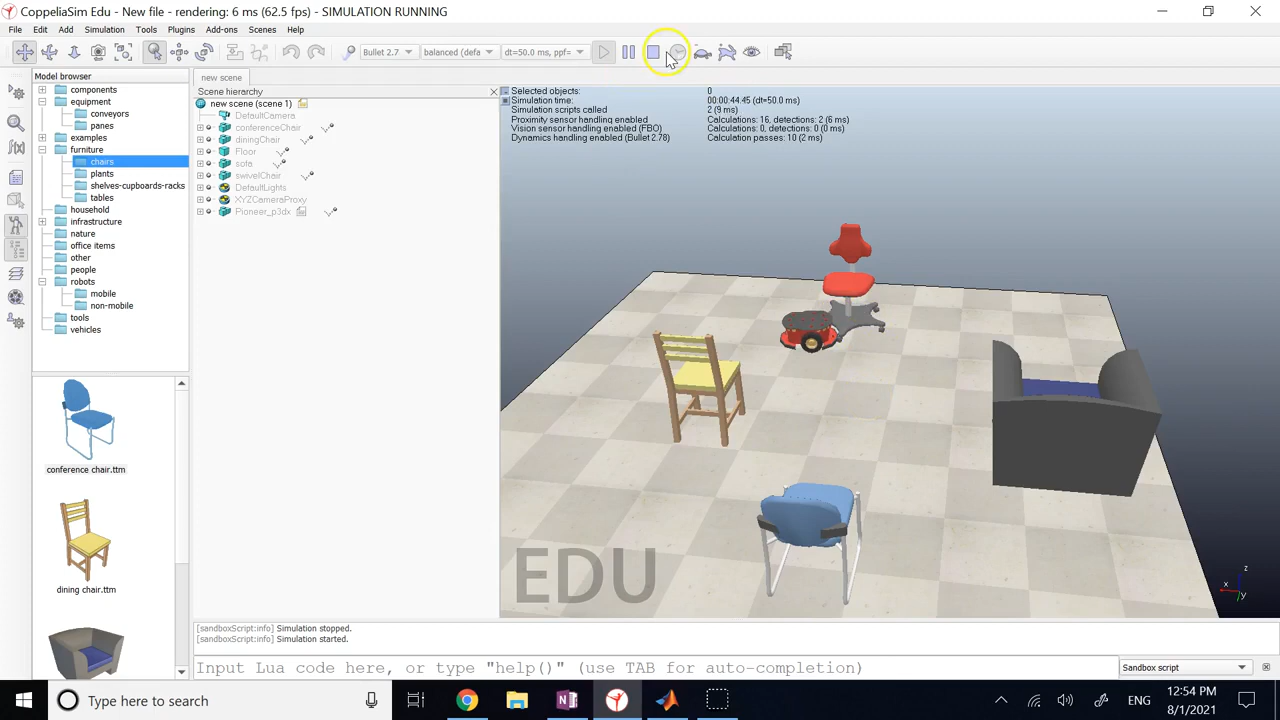 CoppeliaSim Edu - New file - rendering: 6 ms (62.5 fps) - SIMULATION RUNNING
File Edit Add Simulation Tools Plugins Add-ons Scenes Help
Bullet 2.7 balanced (defa dt=50.0 ms, ppf=
Model browser
components
equipment
conveyors
panes
examples
furniture
chairs
plants
shelves-cupboards-racks
tables
household
infrastructure
nature
office items
other
people
robots
mobile
non-mobile
tools
vehicles
conference chair.ttm
dining chair.ttm
new scene
Scene hierarchy
new scene (scene 1)
DefaultCamera
conferenceChair
diningChair
Floor
sofa
swivelChair
DefaultLights
XYZCameraProxy
Pioneer_p3dx
Selected objects: 0
Simulation time: 00:00:44.45 (dt=50.0 ms)
Simulation scripts called 2 (9 ms)
Proximity sensor handling enabled Calculations: 16, detections: 2 (6 ms)
Vision sensor handling enabled (FBO) Calculations: 0, detections: 0 (0 ms)
Dynamics handling enabled (Bullet 2.78) Calculation passes: 10 (2 ms)
EDU
x z y
[sandboxScript:info] Simulation stopped.
[sandboxScript:info] Simulation started.
Input Lua code here, or type "help()" (use TAB for auto-completion)
Sandbox script
Type here to search
ENG
12:54 PM
8/1/2021